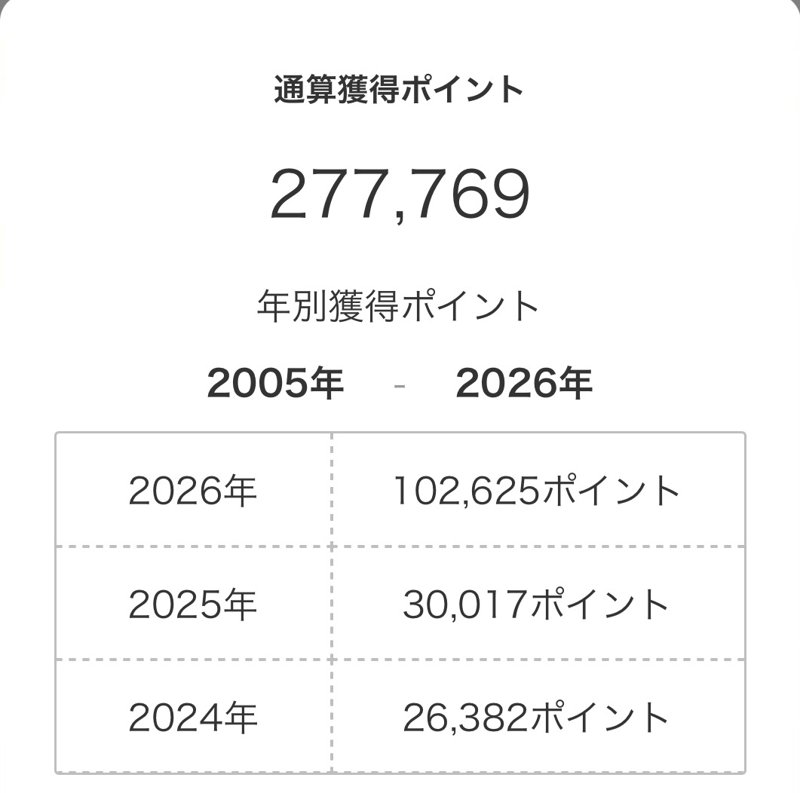 通算獲得ポイント
277,769
年別獲得ポイント
2005年 - 2026年
2026年 102,625ポイント
2025年 30,017ポイント
2024年 26,382ポイント